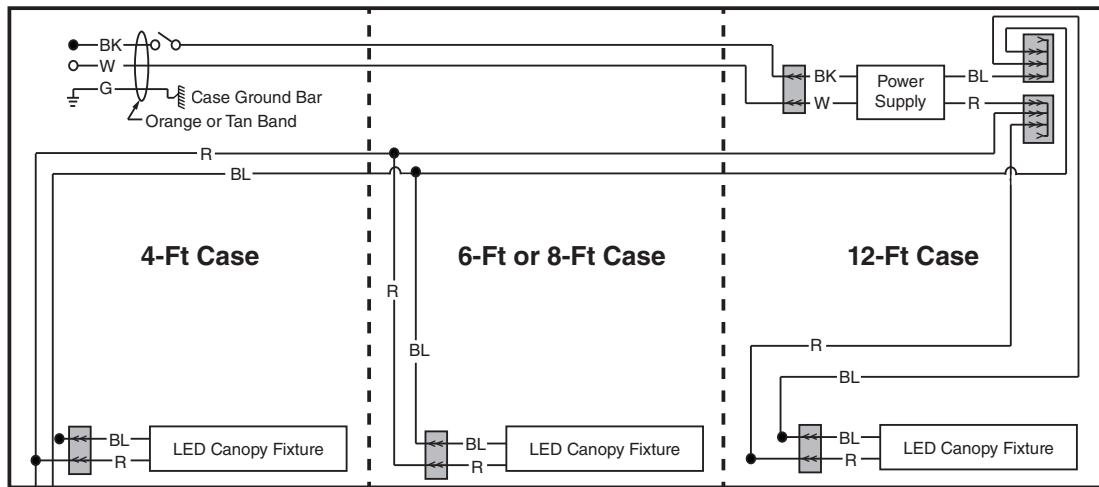 BK
W
G
Case Ground Bar
Orange or Tan Band
BK
W
Power
Supply
BL
R
R
BL
4-Ft Case
6-Ft or 8-Ft Case
12-Ft Case
R
BL
R
BL
BL
R
LED Canopy Fixture
BL
R
LED Canopy Fixture
BL
R
LED Canopy Fixture